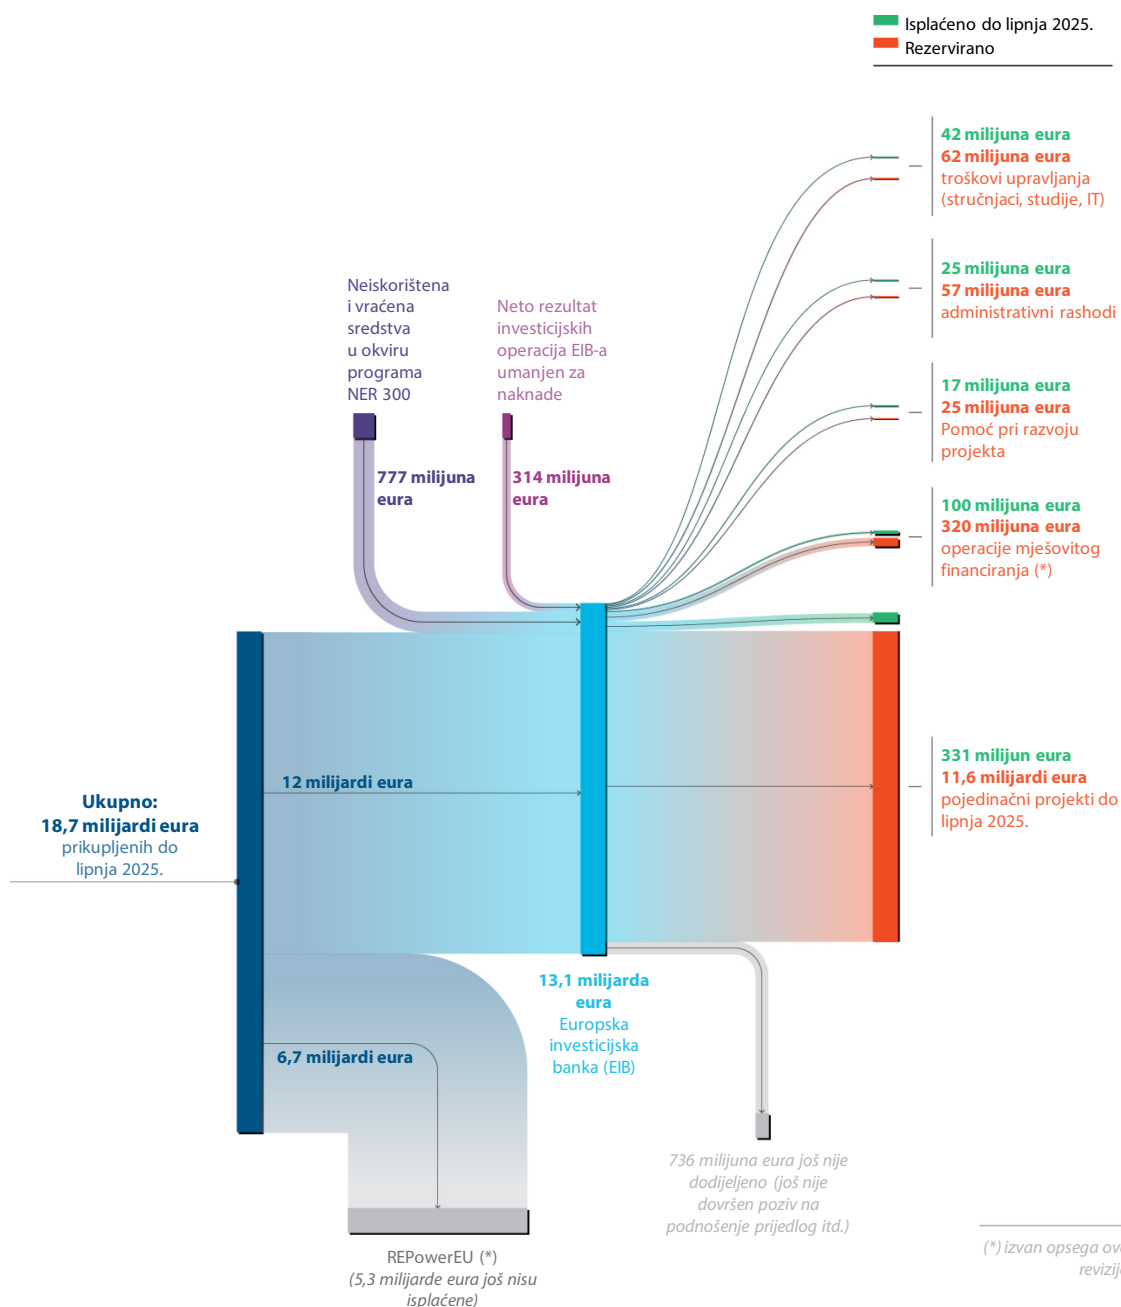 Isplaćeno do lipnja 2025.
Rezervirano
42 milijuna eura
62 milijuna eura
troškovi upravljanja
(stručnjaci, studije, IT)
25 milijuna eura
57 milijuna eura
administrativni rashodi
17 milijuna eura
25 milijuna eura
Pomoć pri razvoju
projekta
100 milijuna eura
320 milijuna eura
operacije mješovitog
financiranja (*)
Neiskorištena
i vraćena
sredstva
u okviru
programa
NER 300
Neto rezultat
investicijskih
operacija EIB-a
umanjen za
naknade
777 milijuna
eura
314 milijuna
eura
12 milijardi eura
Ukupno:
18,7 milijardi eura
prikupljenih do
lipnja 2025.
331 milijun eura
11,6 milijardi eura
pojedinačni projekti do
lipnja 2025.
13,1 milijarda
eura
Europska
investicijska
banka (EIB)
6,7 milijardi eura
736 milijuna eura još nije
dodijeljeno (još nije
dovršen poziv na
podnošenje prijedlog itd.)
REPowerEU (*)
(5,3 milijarde eura još nisu
isplaćene)
(*) izvan opsega